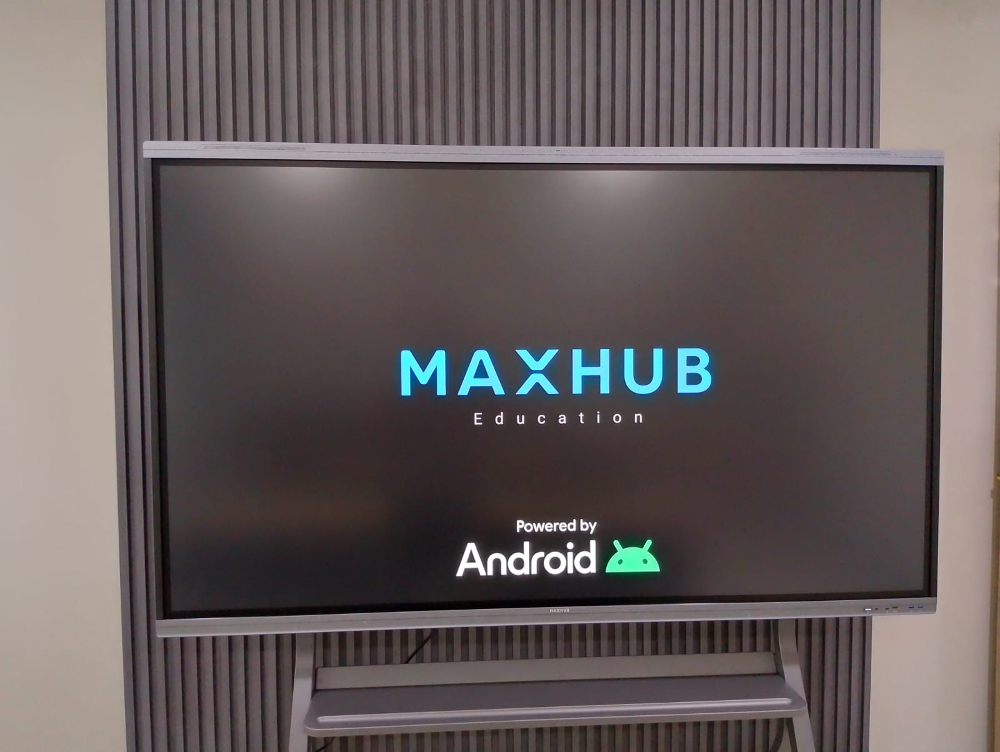 MAXHUB
Education
Powered by
Android
MAXHUB